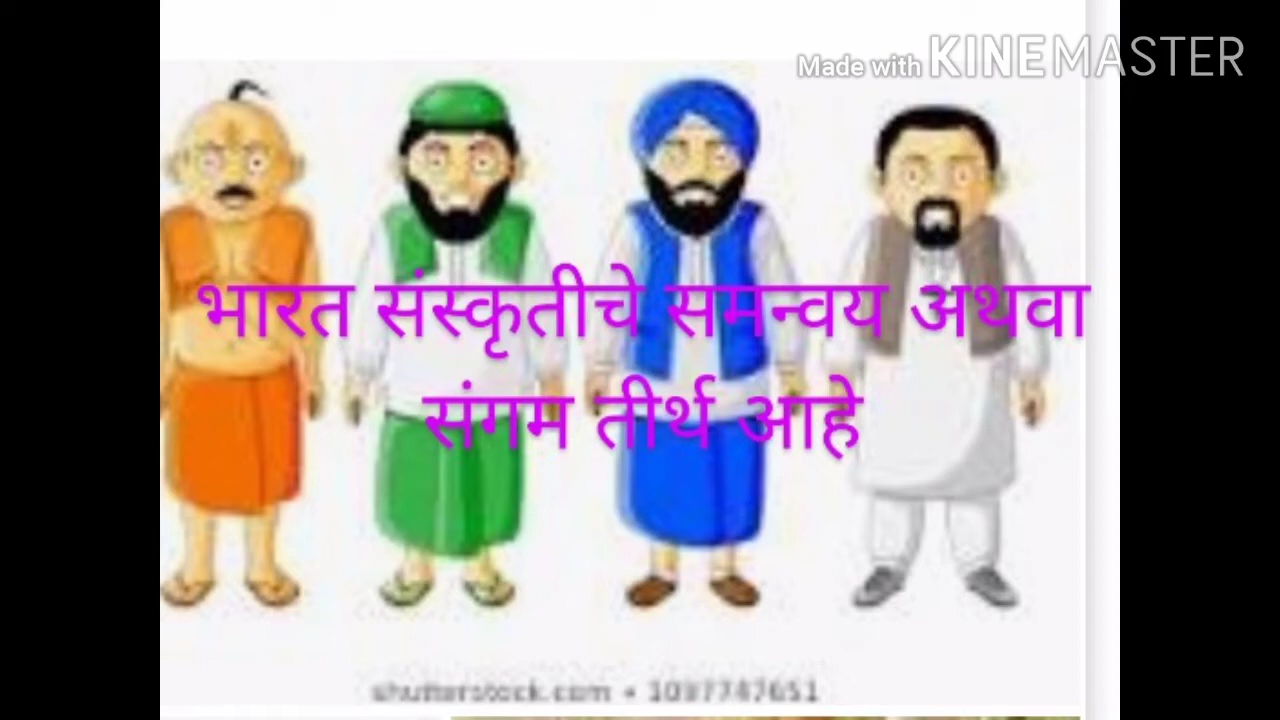 Made with KINEMASTER
भारत संस्कृतीचे समन्वय अथवा
संगम तीर्थ आहे
shutterstock.com • 1097747651